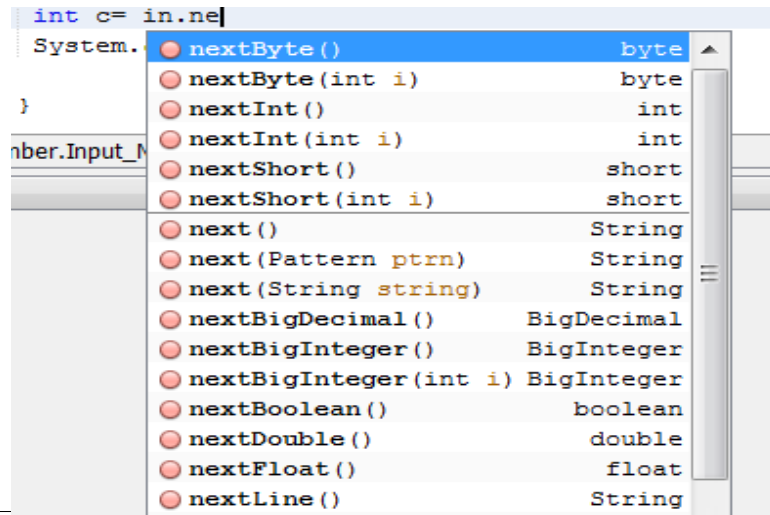 int c= in.ne
System.
nextByte() byte
nextByte(int i) byte
}
nextInt() int
nextInt(int i) int
nber.Input_N
nextShort() short
nextShort(int i) short
next() String
next(Pattern ptrn) String
next(String string) String
nextBigDecimal() BigDecimal
nextBigInteger() BigInteger
nextBigInteger(int i) BigInteger
nextBoolean() boolean
nextDouble() double
nextFloat() float
nextLine() String